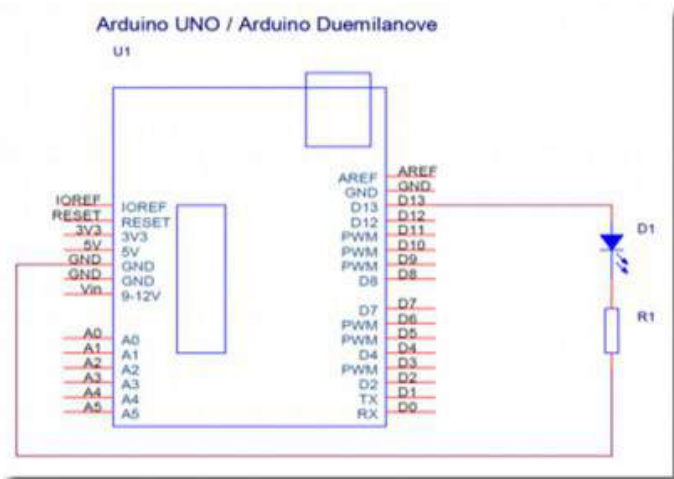 Arduino UNO / Arduino Duemilanove
U1
IOREF
RESET
3V3
5V
GND
GND
Vin
A0
A1
A2
A3
A4
A5
IOREF
RESET
3V3
5V
GND
GND
9-12V
A0
A1
A2
A3
A4
A5
AREF
GND
D13
D12
PWM
PWM
PWM
D8
D7
PWM
PWM
D4
PWM
D2
TX
RX
AREF
GND
D13
D12
D11
D10
D9
D8
D7
D6
D5
D4
D3
D2
D1
D0
D1
R1